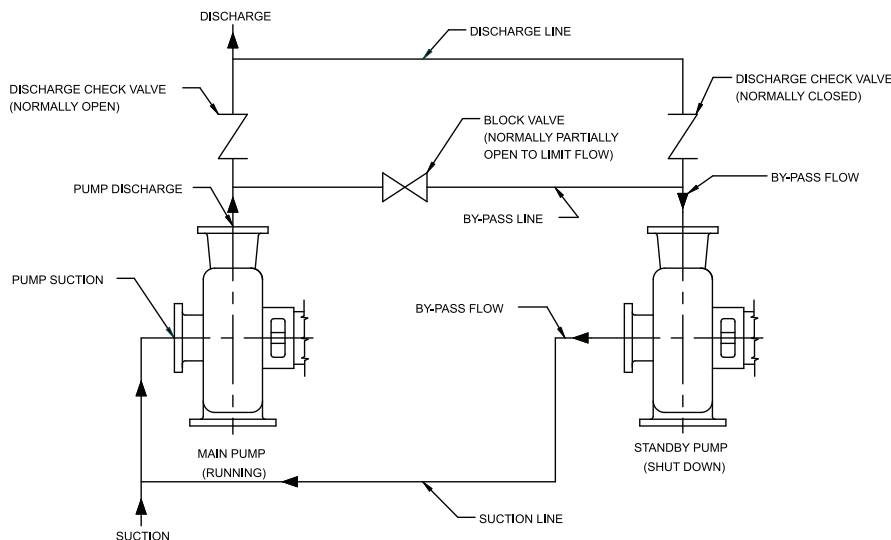 DISCHARGE
DISCHARGE LINE
DISCHARGE CHECK VALVE
(NORMALLY OPEN)
DISCHARGE CHECK VALVE
(NORMALLY CLOSED)
BLOCK VALVE
(NORMALLY PARTIALLY
OPEN TO LIMIT FLOW)
PUMP DISCHARGE
BY-PASS FLOW
BY-PASS LINE
PUMP SUCTION
BY-PASS FLOW
MAIN PUMP
(RUNNING)
STANDBY PUMP
(SHUT DOWN)
SUCTION LINE
SUCTION